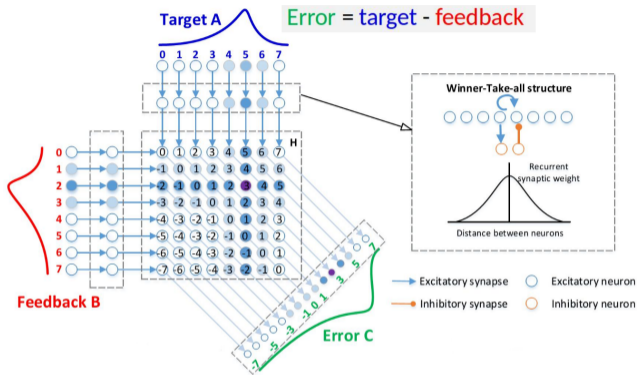 Target A
Error = target - feedback
0 1 2 3 4 5 6 7
Winner-Take-all structure
H
0 0 1 2 3 4 5 6 7
1 -1 0 1 2 3 4 5 6
2 -2 -1 0 1 2 3 4 5
3 -3 -2 -1 0 1 2 3 4
4 -4 -3 -2 -1 0 1 2 3
5 -5 -4 -3 -2 -1 0 1 2
6 -6 -5 -4 -3 -2 -1 0 1
7 -7 -6 -5 -4 -3 -2 -1 0
Recurrent
synaptic weight
Distance between neurons
Feedback B
-7 -5 -3 -1 0 1 3 5 7
Error C
Excitatory synapse
Excitatory neuron
Inhibitory synapse
Inhibitory neuron